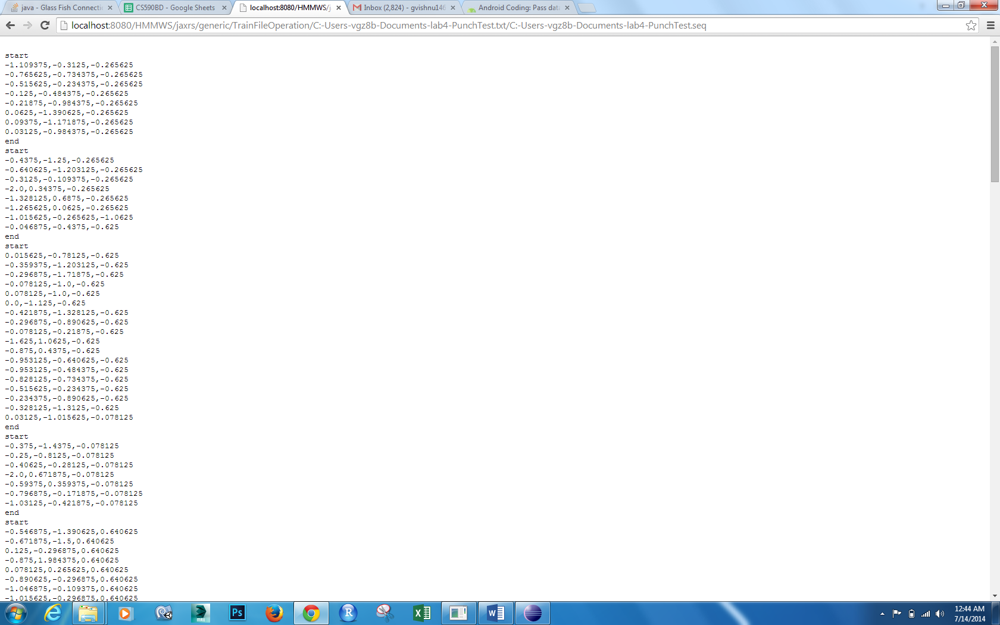 java - Glass Fish Connecti
CS590BD - Google Sheets
localhost:8080/HMMWS/j
Inbox (2,824) - gvishnu146
Android Coding: Pass dat
localhost:8080/HMMWS/jaxrs/generic/TrainFileOperation/C:-Users-vgz8b-Documents-lab4-PunchTest.txt/C:-Users-vgz8b-Documents-lab4-PunchTest.seq
start
-1.109375,-0.3125,-0.265625
-0.765625,-0.734375,-0.265625
-0.515625,-0.234375,-0.265625
-0.125,-0.484375,-0.265625
-0.21875,-0.984375,-0.265625
0.0625,-1.390625,-0.265625
0.09375,-1.171875,-0.265625
0.03125,-0.984375,-0.265625
end
start
-0.4375,-1.25,-0.265625
-0.640625,-1.203125,-0.265625
-0.3125,-0.109375,-0.265625
-2.0,0.34375,-0.265625
-1.328125,0.6875,-0.265625
-1.265625,0.0625,-0.265625
-1.015625,-0.265625,-1.0625
-0.046875,-0.4375,-0.625
end
start
0.015625,-0.78125,-0.625
-0.359375,-1.203125,-0.625
-0.296875,-1.71875,-0.625
-0.078125,-1.0,-0.625
0.078125,-1.0,-0.625
0.0,-1.125,-0.625
-0.421875,-1.328125,-0.625
-0.296875,-0.890625,-0.625
-0.078125,-0.21875,-0.625
-1.625,1.0625,-0.625
-0.875,0.4375,-0.625
-0.953125,-0.640625,-0.625
-0.953125,-0.484375,-0.625
-0.828125,-0.734375,-0.625
-0.515625,-0.234375,-0.625
-0.234375,-0.890625,-0.625
-0.328125,-1.3125,-0.625
0.03125,-1.015625,-0.078125
end
start
-0.375,-1.4375,-0.078125
-0.25,-0.8125,-0.078125
-0.40625,-0.28125,-0.078125
-2.0,0.671875,-0.078125
-0.59375,0.359375,-0.078125
-0.796875,-0.171875,-0.078125
-1.03125,-0.421875,-0.078125
end
start
-0.546875,-1.390625,0.640625
-0.671875,-1.5,0.640625
0.125,-0.296875,0.640625
-0.875,1.984375,0.640625
0.078125,0.265625,0.640625
-0.890625,-0.296875,0.640625
-1.046875,-0.109375,0.640625
-1.015625,-0.296875,0.640625
MAX
Ps
R
W
12:44 AM
7/14/2014